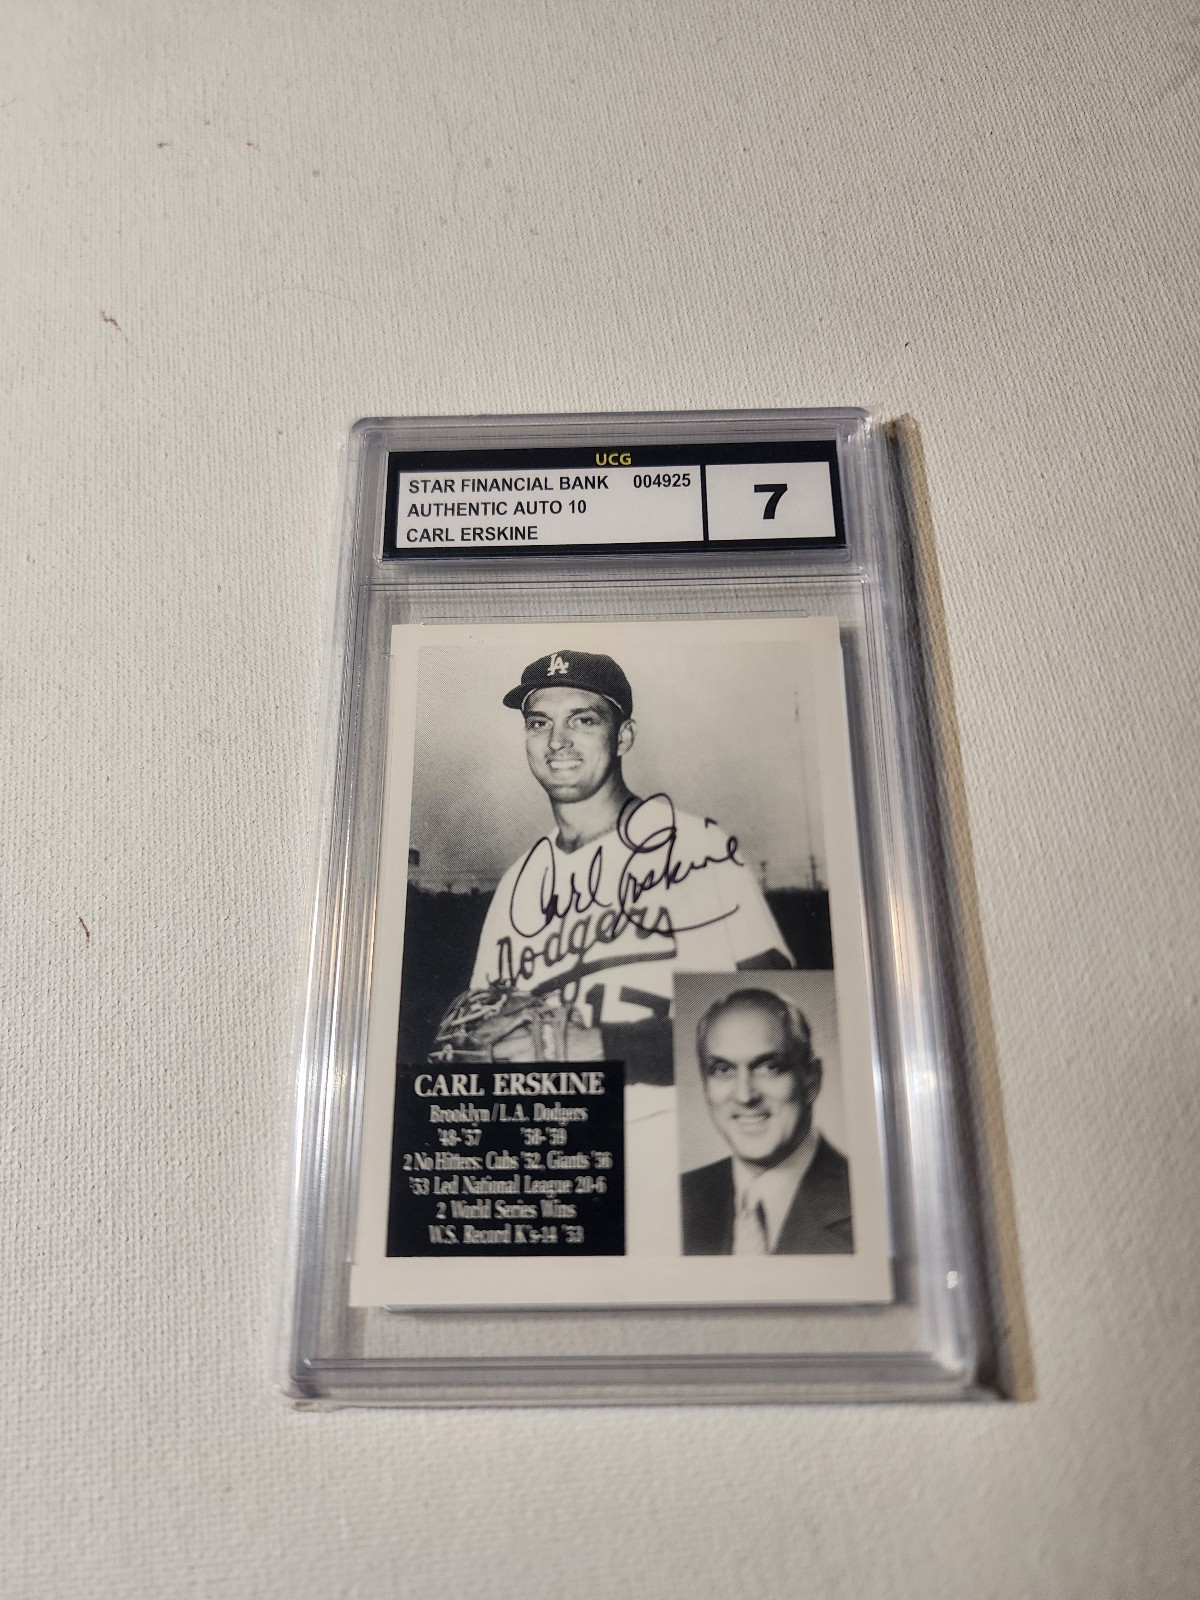 UCG
STAR FINANCIAL BANK 004925
AUTHENTIC AUTO 10
CARL ERSKINE
7
LA
Carl Erskine
Dodgers
17
CARL ERSKINE
Brooklyn/L.A. Dodgers
'48-'57 '58-'59
2 No Hitters: Cubs '52, Giants '56
'53 Led National League 20-6
2 World Series Wins
W.S. Record K's-14 '53